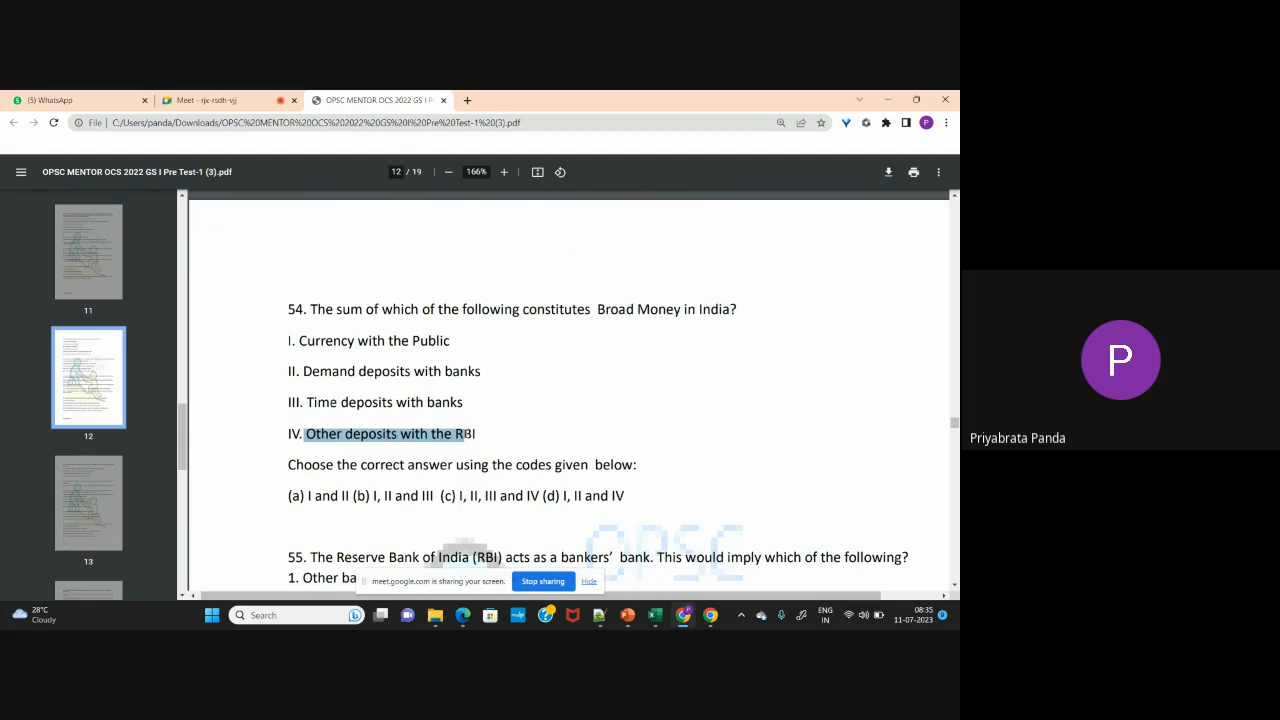 (5) WhatsApp
Meet - rjx-rsdh-vjj
OPSC MENTOR OCS 2022 GS I P
File
C:/Users/panda/Downloads/OPSC%20MENTOR%20OCS%202022%20GS%20I%20Pre%20Test-1%20(3).pdf
P
OPSC MENTOR OCS 2022 GS I Pre Test-1 (3).pdf
12 / 19
166%
11
12
13
54. The sum of which of the following constitutes Broad Money in India?
I. Currency with the Public
II. Demand deposits with banks
III. Time deposits with banks
IV. Other deposits with the RBI
Choose the correct answer using the codes given below:
(a) I and II (b) I, II and III (c) I, II, III and IV (d) I, II and IV
OPSC
55. The Reserve Bank of India (RBI) acts as a bankers’ bank. This would imply which of the following?
1. Other ba
meet.google.com is sharing your screen.
Stop sharing
Hide
28°C
Cloudy
Search
ENG
IN
08:35
11-07-2023
P
Priyabrata Panda